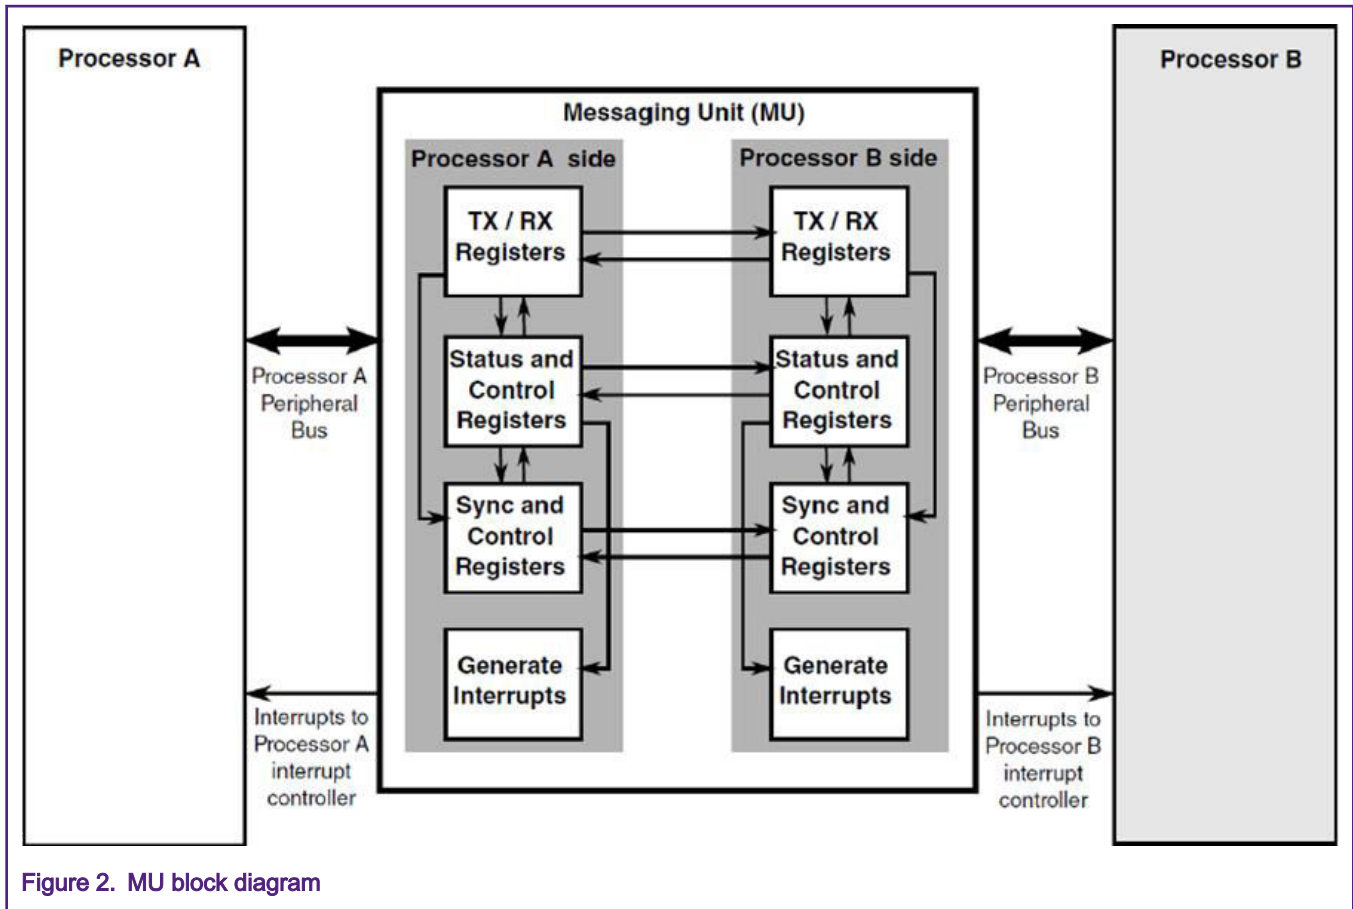 Processor A
Processor B
Messaging Unit (MU)
Processor A side
Processor B side
TX / RX
Registers
TX / RX
Registers
Status and
Control
Registers
Status and
Control
Registers
Processor A
Peripheral
Bus
Processor B
Peripheral
Bus
Sync and
Control
Registers
Sync and
Control
Registers
Generate
Interrupts
Generate
Interrupts
Interrupts to
Processor A
interrupt
controller
Interrupts to
Processor B
interrupt
controller
Figure 2. MU block diagram